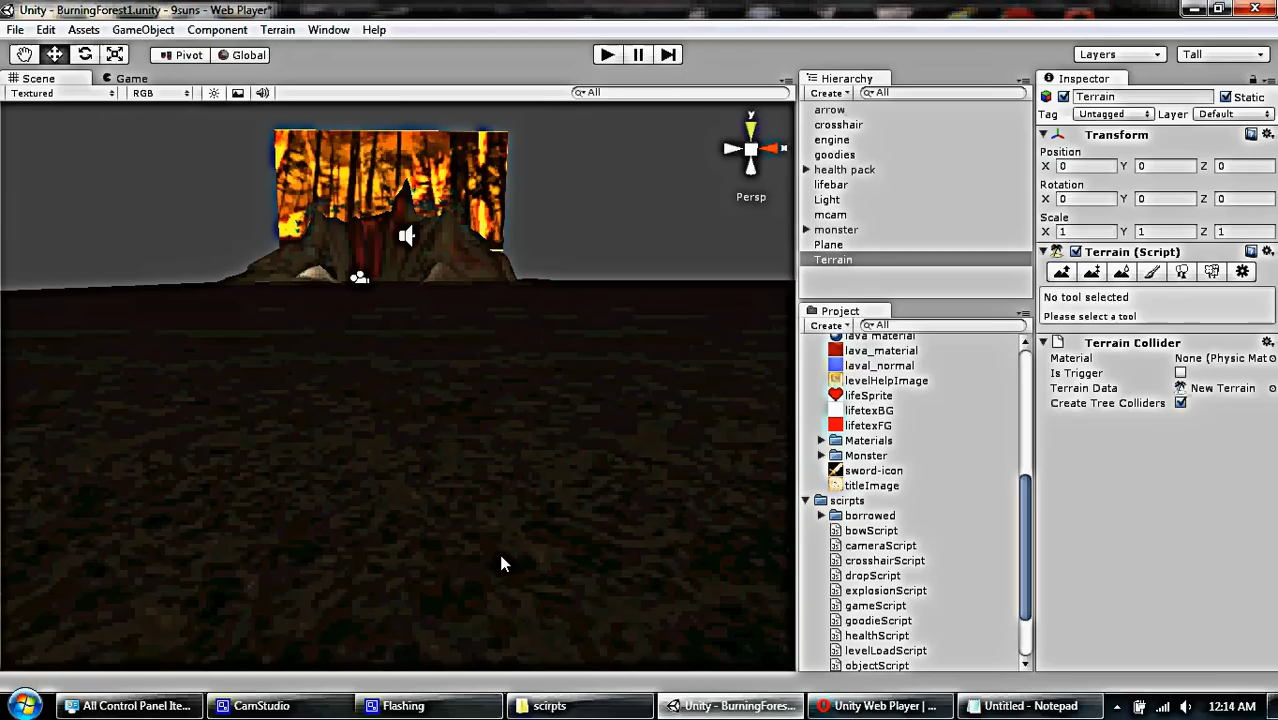 Unity - BurningForest1.unity - 9suns - Web Player*
File Edit Assets GameObject Component Terrain Window Help
Pivot Global
Layers Tall
Scene Game
Textured RGB All
y
x
Persp
Hierarchy
Create All
arrow
crosshair
engine
goodies
health pack
lifebar
Light
mcam
monster
Plane
Terrain
Project
Create All
lava material
lava_material
laval_normal
levelHelpImage
lifeSprite
lifetexBG
lifetexFG
Materials
Monster
sword-icon
titleImage
scirpts
borrowed
bowScript
cameraScript
crosshairScript
dropScript
explosionScript
gameScript
goodieScript
healthScript
levelLoadScript
objectScript
Inspector
Terrain Static
Tag Untagged Layer Default
Transform
Position
X 0 Y 0 Z 0
Rotation
X 0 Y 0 Z 0
Scale
X 1 Y 1 Z 1
Terrain (Script)
No tool selected
Please select a tool
Terrain Collider
Material None (Physic Mat
Is Trigger
Terrain Data New Terrain
Create Tree Colliders
All Control Panel Ite... CamStudio Flashing scirpts Unity - BurningFores... Unity Web Player | ... Untitled - Notepad 12:14 AM